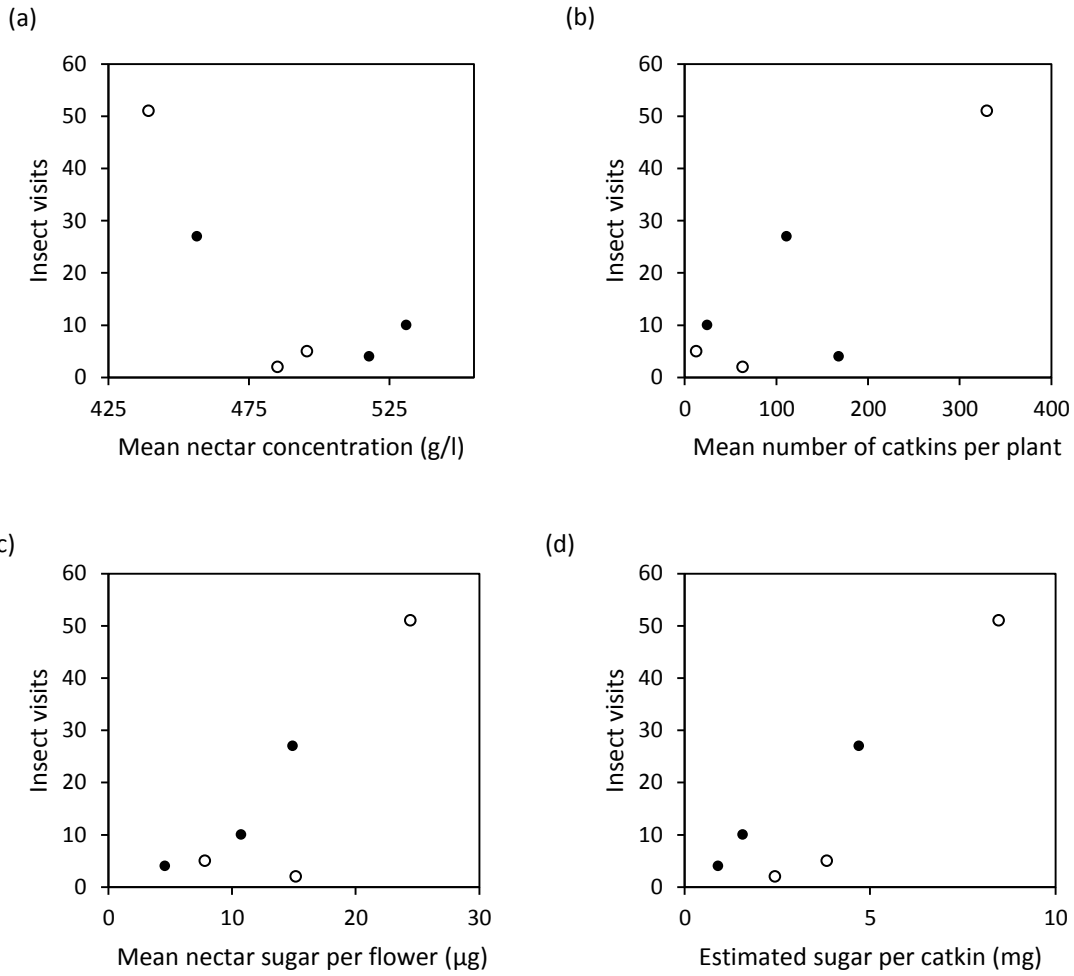 (a)
60
50
40
30
20
10
0
Insect visits
425 475 525
Mean nectar concentration (g/l)
(b)
60
50
40
30
20
10
0
Insect visits
0 100 200 300 400
Mean number of catkins per plant
c)
60
50
40
30
20
10
0
Insect visits
0 10 20 30
Mean nectar sugar per flower (µg)
(d)
60
50
40
30
20
10
0
Insect visits
0 5 10
Estimated sugar per catkin (mg)